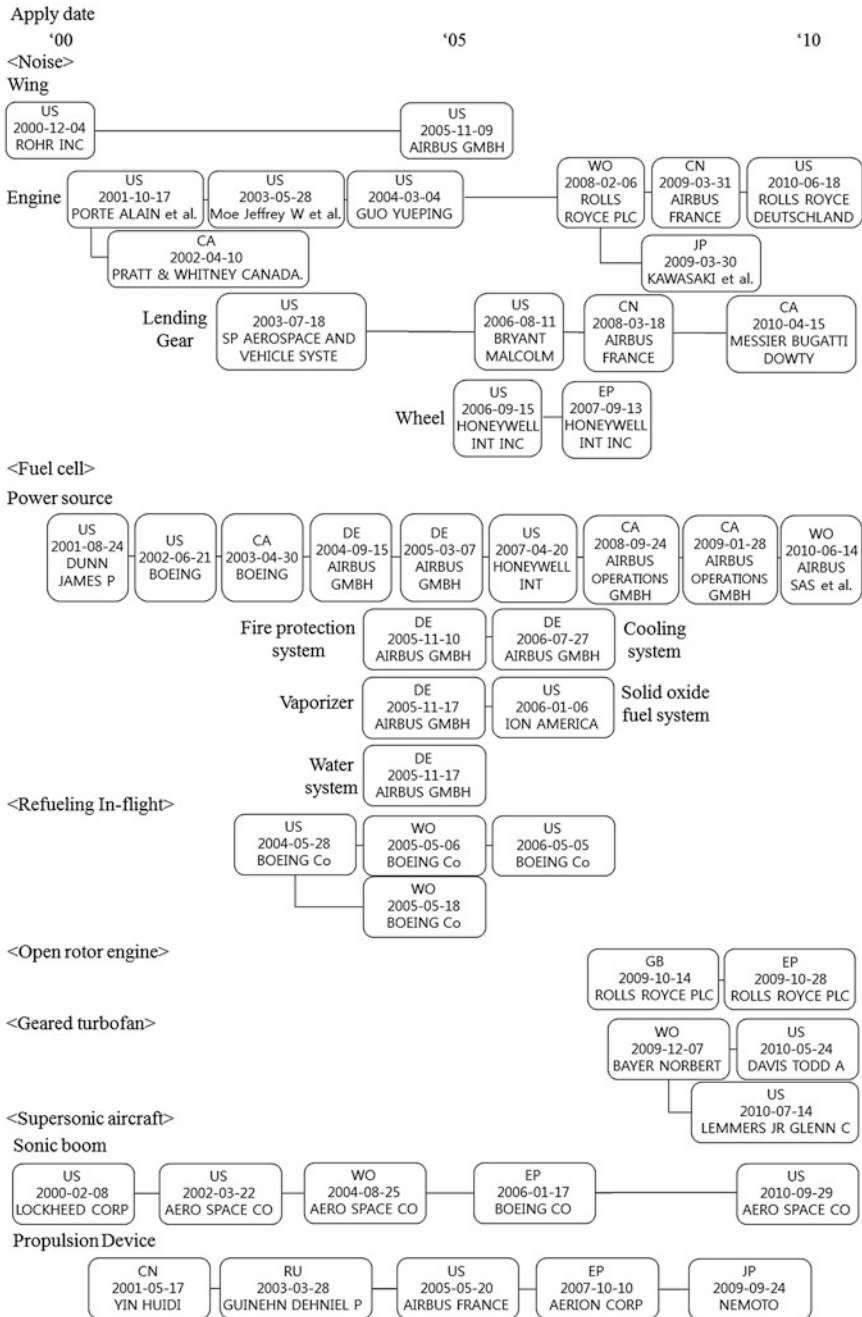 Apply date
‘00 ‘05 ‘10
<Noise>
Wing
US
2000-12-04
ROHR INC
US
2005-11-09
AIRBUS GMBH
Engine
US
2001-10-17
PORTE ALAIN et al.
US
2003-05-28
Moe Jeffrey W et al.
US
2004-03-04
GUO YUEPING
WO
2008-02-06
ROLLS
ROYCE PLC
CN
2009-03-31
AIRBUS
FRANCE
US
2010-06-18
ROLLS ROYCE
DEUTSCHLAND
CA
2002-04-10
PRATT & WHITNEY CANADA.
JP
2009-03-30
KAWASAKI et al.
Lending
Gear
US
2003-07-18
SP AEROSPACE AND
VEHICLE SYSTE
US
2006-08-11
BRYANT
MALCOLM
CN
2008-03-18
AIRBUS
FRANCE
CA
2010-04-15
MESSIER BUGATTI
DOWTY
Wheel
US
2006-09-15
HONEYWELL
INT INC
EP
2007-09-13
HONEYWELL
INT INC
<Fuel cell>
Power source
US
2001-08-24
DUNN
JAMES P
US
2002-06-21
BOEING
CA
2003-04-30
BOEING
DE
2004-09-15
AIRBUS
GMBH
DE
2005-03-07
AIRBUS
GMBH
US
2007-04-20
HONEYWELL
INT
CA
2008-09-24
AIRBUS
OPERATIONS
GMBH
CA
2009-01-28
AIRBUS
OPERATIONS
GMBH
WO
2010-06-14
AIRBUS
SAS et al.
Fire protection
system
DE
2005-11-10
AIRBUS GMBH
DE
2006-07-27
AIRBUS GMBH
Cooling
system
Vaporizer
DE
2005-11-17
AIRBUS GMBH
US
2006-01-06
ION AMERICA
Solid oxide
fuel system
Water
system
DE
2005-11-17
AIRBUS GMBH
<Refueling In-flight>
US
2004-05-28
BOEING Co
WO
2005-05-06
BOEING Co
US
2006-05-05
BOEING Co
WO
2005-05-18
BOEING Co
<Open rotor engine>
GB
2009-10-14
ROLLS ROYCE PLC
EP
2009-10-28
ROLLS ROYCE PLC
<Geared turbofan>
WO
2009-12-07
BAYER NORBERT
US
2010-05-24
DAVIS TODD A
US
2010-07-14
LEMMERS JR GLENN C
<Supersonic aircraft>
Sonic boom
US
2000-02-08
LOCKHEED CORP
US
2002-03-22
AERO SPACE CO
WO
2004-08-25
AERO SPACE CO
EP
2006-01-17
BOEING CO
US
2010-09-29
AERO SPACE CO
Propulsion Device
CN
2001-05-17
YIN HUIDI
RU
2003-03-28
GUINEHN DEHNIEL P
US
2005-05-20
AIRBUS FRANCE
EP
2007-10-10
AERION CORP
JP
2009-09-24
NEMOTO